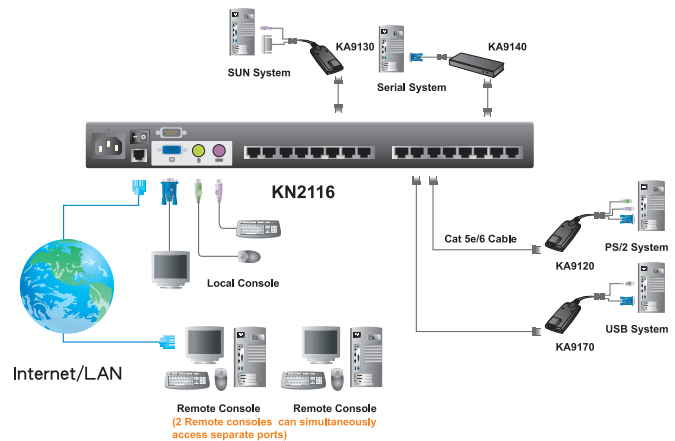 KA9130
KA9140
SUN System
Serial System
KN2116
Cat 5e/6 Cable
PS/2 System
KA9120
Local Console
USB System
KA9170
Internet/LAN
Remote Console
Remote Console
(2 Remote consoles can simultaneously
access separate ports)